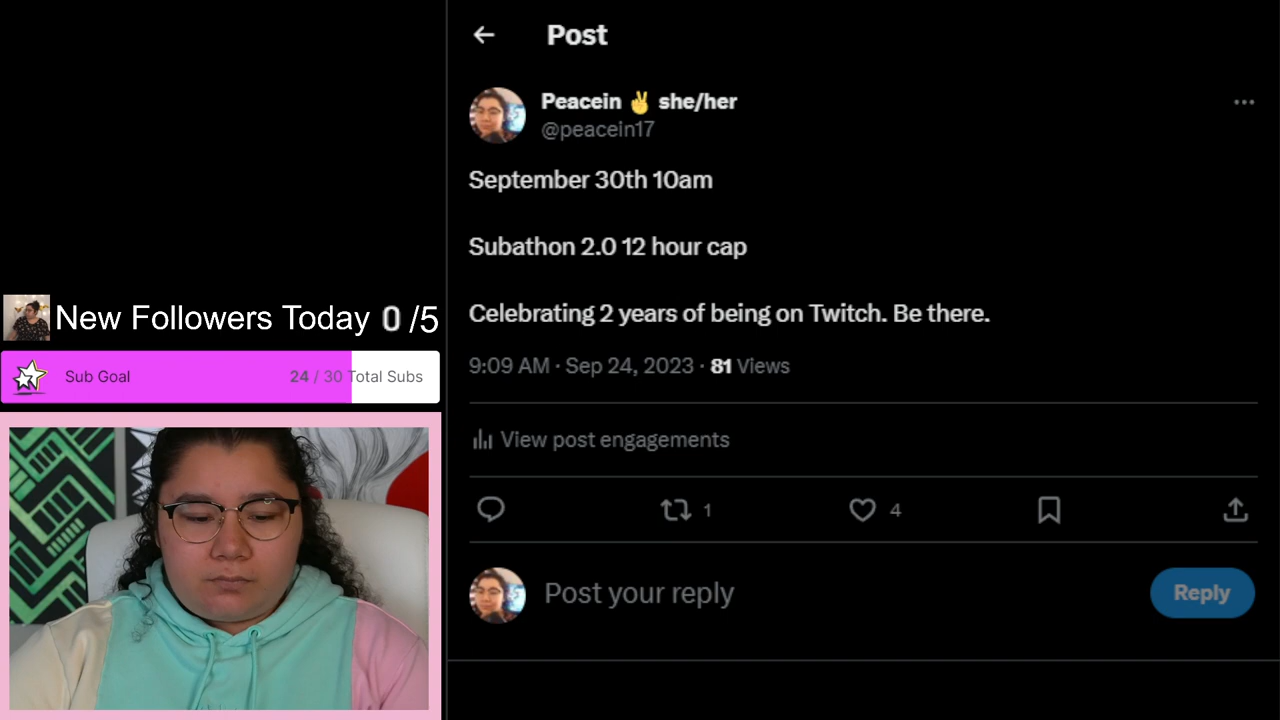 Post
Peacein ✌ she/her
@peacein17
September 30th 10am
Subathon 2.0 12 hour cap
Celebrating 2 years of being on Twitch. Be there.
9:09 AM · Sep 24, 2023 · 81 Views
View post engagements
1
4
Post your reply
Reply
New Followers Today 0 /5
Sub Goal
24 / 30 Total Subs